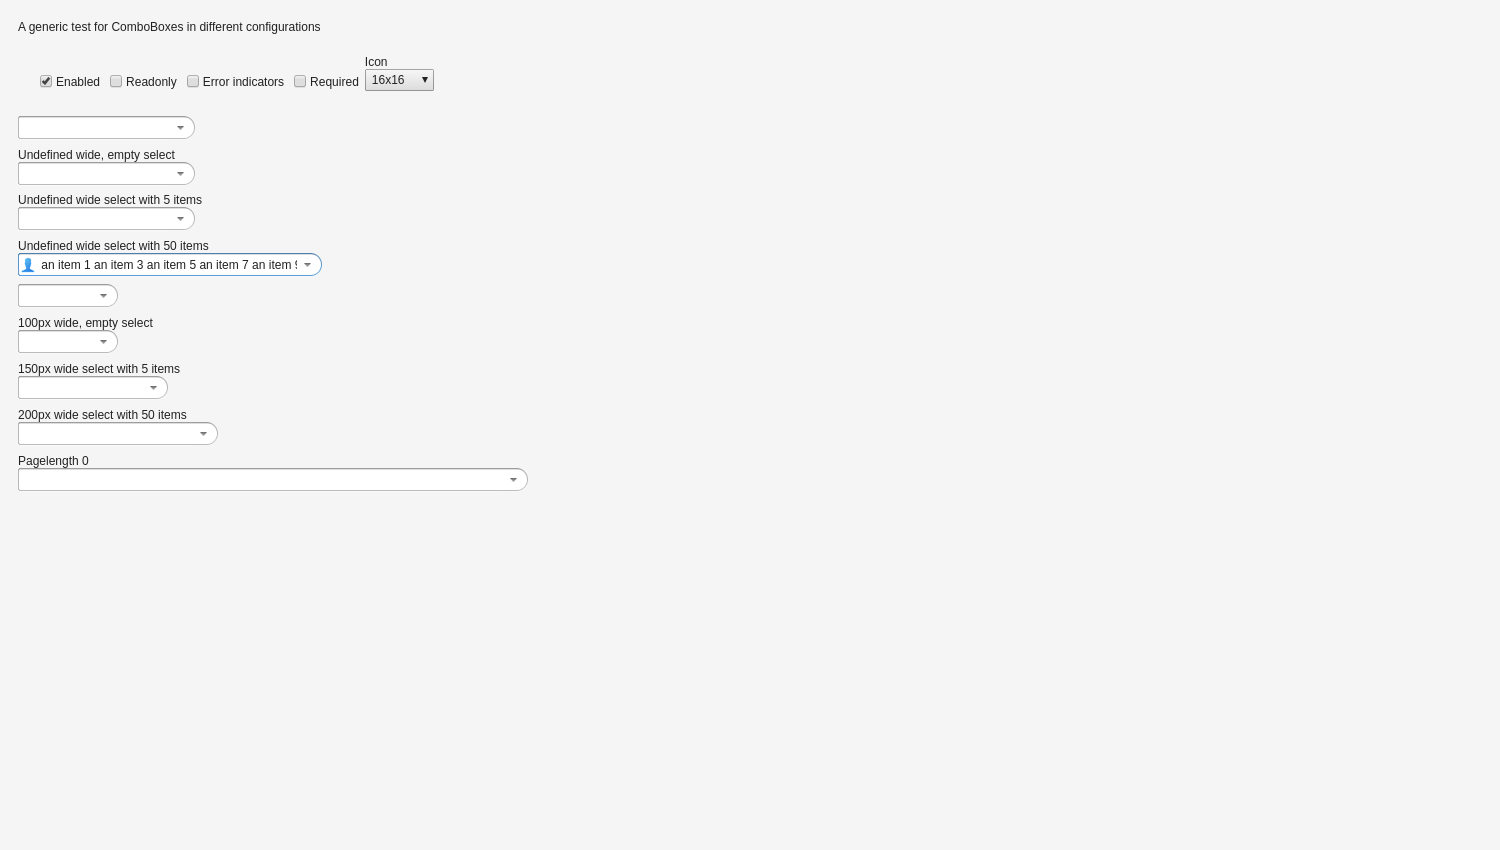 A generic test for ComboBoxes in different configurations
Icon
Enabled Readonly Error indicators Required 16x16
Undefined wide, empty select
Undefined wide select with 5 items
Undefined wide select with 50 items
an item 1 an item 3 an item 5 an item 7 an item
100px wide, empty select
150px wide select with 5 items
200px wide select with 50 items
Pagelength 0